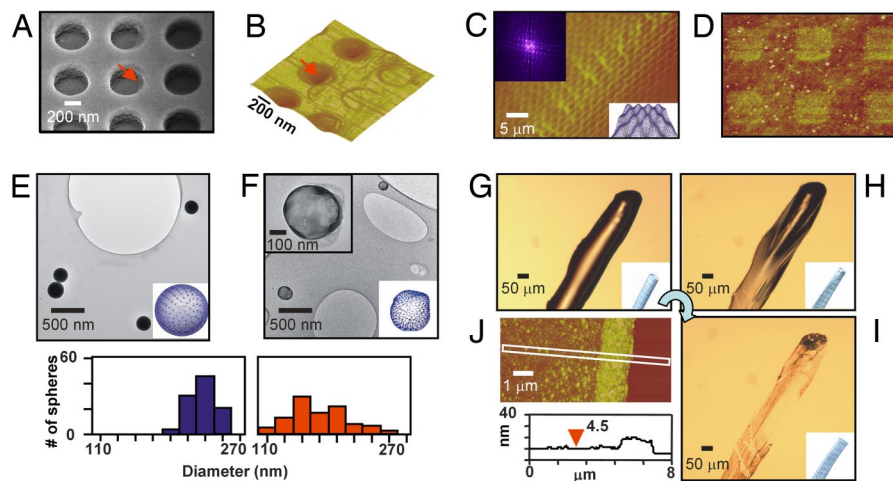 A
200 nm
B
200 nm
C
5 μm
D
E
500 nm
F
100 nm
500 nm
G
50 μm
H
50 μm
I
50 μm
J
1 μm
# of spheres
60
0
110
270
110
270
Diameter (nm)
nm
40
0
4.5
0
4
8
μm